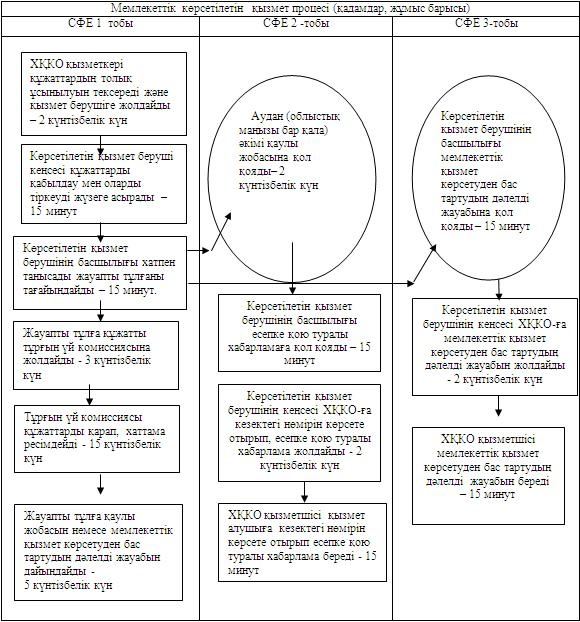 Мемлекеттік көрсетілетін қызмет процесі (қадамдар, жұмыс барысы)
СФЕ 1 тобы
СФЕ 2 -тобы
СФЕ 3-тобы
ХҚКО қызметкері
құжаттардың толық
ұсынылуын тексереді және
қызмет берушіге жолдайды
– 2 күнтізбелік күн
Көрсетілетін қызмет беруші
кеңсесі құжаттарды
қабылдау мен оларды
тіркеуді жүзеге асырады –
15 минут
Көрсетілетін қызмет
берушінің басшылығы хатпен
танысады жауапты тұлғаны
тағайындайды – 15 минут.
Жауапты тұлға құжатты
тұрғын үй комиссиясына
жолдайды - 3 күнтізбелік
күн
Тұрғын үй комиссиясы
құжаттарды қарап, хаттама
ресімдейді - 15 күнтізбелік
күн
Жауапты тұлға қаулы
жобасын немесе мемлекеттік
қызмет көрсетуден бас
тартудың дәлелді жауабын
дайындайды -
5 күнтізбелік күн
Аудан (облыстық
маңызы бар қала)
әкімі қаулы
жобасына қол
қояды– 2
күнтізбелік күн
Көрсетілетін қызмет
берушінің басшылығы
есепке қою туралы
хабарламаға қол қояды – 15
минут
Көрсетілетін қызмет
берушінің кеңсесі ХҚКО-ға
кезектегі нөмірін көрсете
отырып, есепке қою туралы
хабарлама жолдайды - 2
күнтізбелік күн
ХҚКО қызметшісі қызмет
алушыға кезектегі нөмірін
көрсете отырып есепке қою
туралы хабарлама береді - 15
минут
Көрсетілетін
қызмет берушінің
басшылығы
мемлекеттік
қызмет
көрсетуден бас
тартудың дәлелді
жауабына қол
қояды – 15 минут
Көрсетілетін қызмет
берушінің кеңсесі ХҚКО-ға
мемлекеттік қызмет
көрсетуден бас тартудың
дәлелді жауабын жолдайды
- 2 күнтізбелік күн
ХҚКО қызметшісі
мемлекеттік қызмет
көрсетуден бас тартудың
дәлелді жауабын береді
– 15 минут